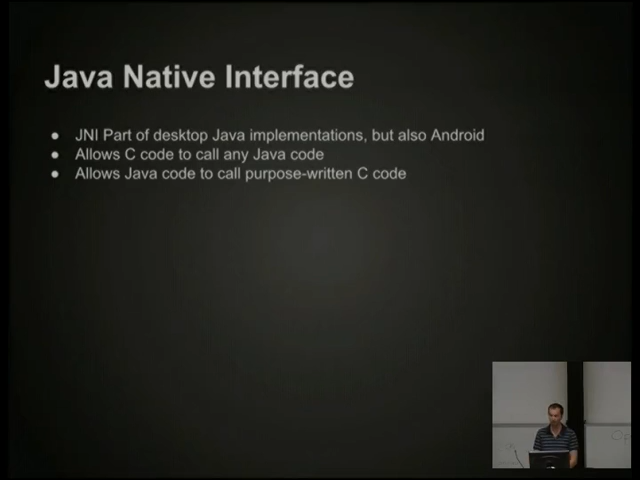 Java Native Interface
● JNI Part of desktop Java implementations, but also Android
● Allows C code to call any Java code
● Allows Java code to call purpose-written C code